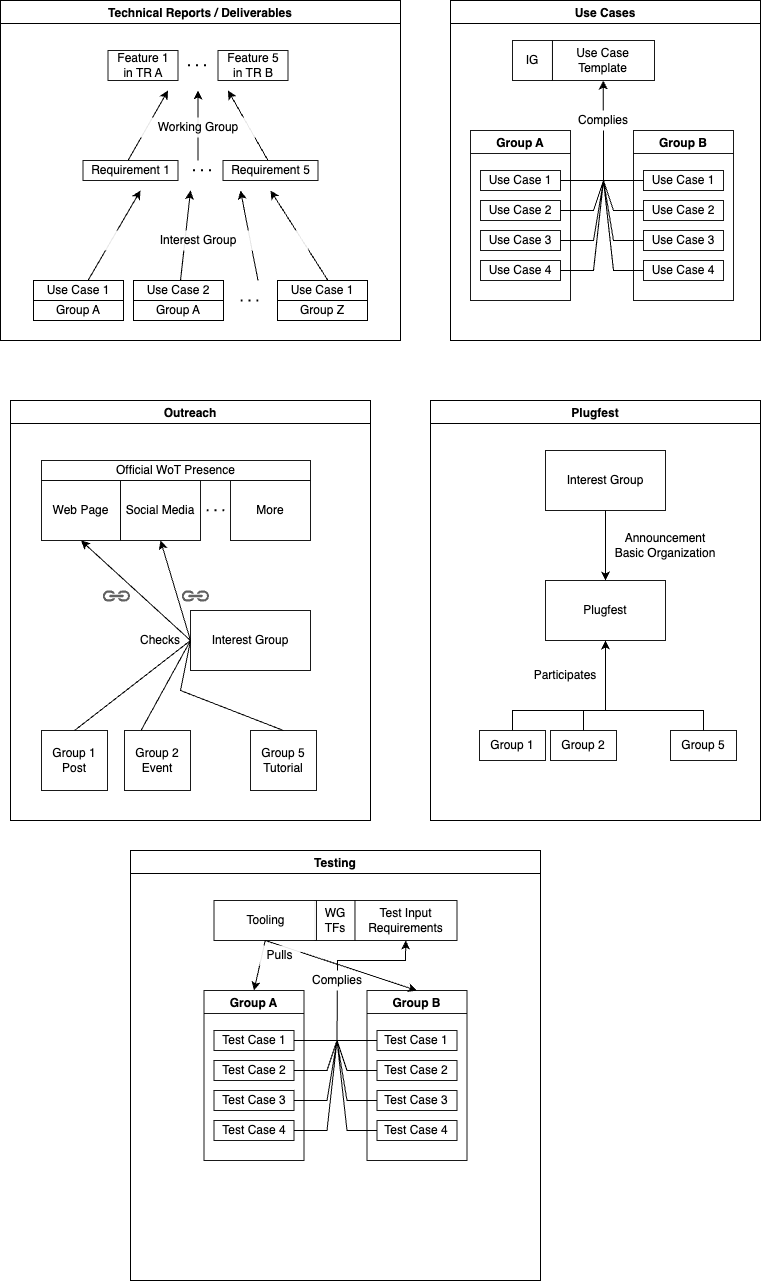 Technical Reports / Deliverables
Feature 1
in TR A
. . .
Feature 5
in TR B
Working Group
Requirement 1
. . .
Requirement 5
Interest Group
Use Case 1
Group A
Use Case 2
Group A
. . .
Use Case 1
Group Z
Use Cases
IG
Use Case
Template
Complies
Group A
Use Case 1
Use Case 2
Use Case 3
Use Case 4
Group B
Use Case 1
Use Case 2
Use Case 3
Use Case 4
Outreach
Official WoT Presence
Web Page
Social Media
. . .
More
Checks
Interest Group
Group 1
Post
Group 2
Event
Group 5
Tutorial
Plugfest
Interest Group
Announcement
Basic Organization
Plugfest
Participates
Group 1
Group 2
Group 5
Testing
Tooling
WG
TFs
Test Input
Requirements
Pulls
Complies
Group A
Test Case 1
Test Case 2
Test Case 3
Test Case 4
Group B
Test Case 1
Test Case 2
Test Case 3
Test Case 4